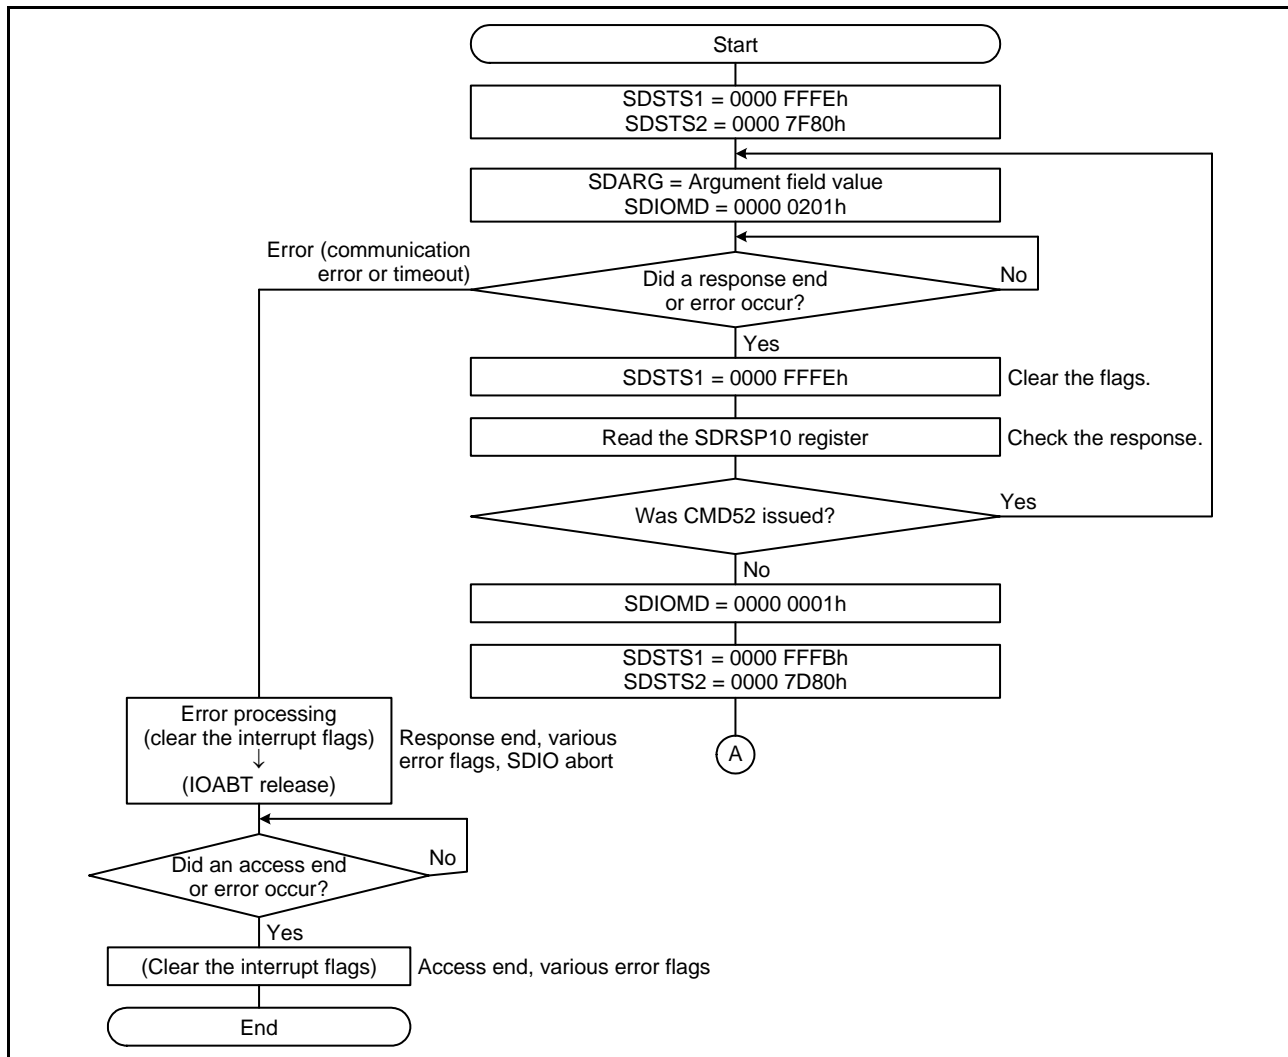 Start
SDSTS1 = 0000 FFFEh
SDSTS2 = 0000 7F80h
SDARG = Argument field value
SDIOMD = 0000 0201h
Error (communication
error or timeout)
Did a response end
or error occur?
No
Yes
SDSTS1 = 0000 FFFEh
Clear the flags.
Read the SDRSP10 register
Check the response.
Was CMD52 issued?
Yes
No
SDIOMD = 0000 0001h
SDSTS1 = 0000 FFFBh
SDSTS2 = 0000 7D80h
A
Error processing
(clear the interrupt flags)
↓
(IOABT release)
Response end, various
error flags, SDIO abort
Did an access end
or error occur?
No
Yes
(Clear the interrupt flags)
Access end, various error flags
End